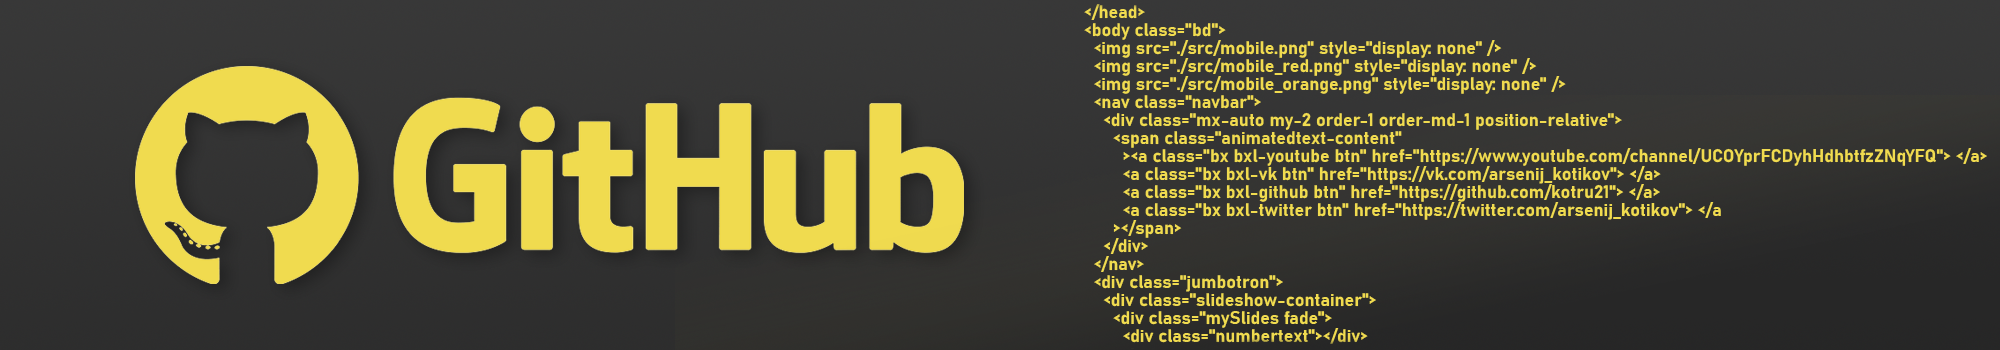 GitHub
</head>
<body class="bd">
<img src="./src/mobile.png" style="display: none" />
<img src="./src/mobile_red.png" style="display: none" />
<img src="./src/mobile_orange.png" style="display: none" />
<nav class="navbar">
<div class="mx-auto my-2 order-1 order-md-1 position-relative">
<span class="animatedtext-content"
><a class="bx bxl-youtube btn" href="https://www.youtube.com/channel/UCOYprFCDyhHdhbtfzZNqYFQ"> </a>
<a class="bx bxl-vk btn" href="https://vk.com/arsenij_kotikov"> </a>
<a class="bx bxl-github btn" href="https://github.com/kotru21"> </a>
<a class="bx bxl-twitter btn" href="https://twitter.com/arsenij_kotikov"> </a
></span>
</div>
</nav>
<div class="jumbotron">
<div class="slideshow-container">
<div class="mySlides fade">
<div class="numbertext"></div>